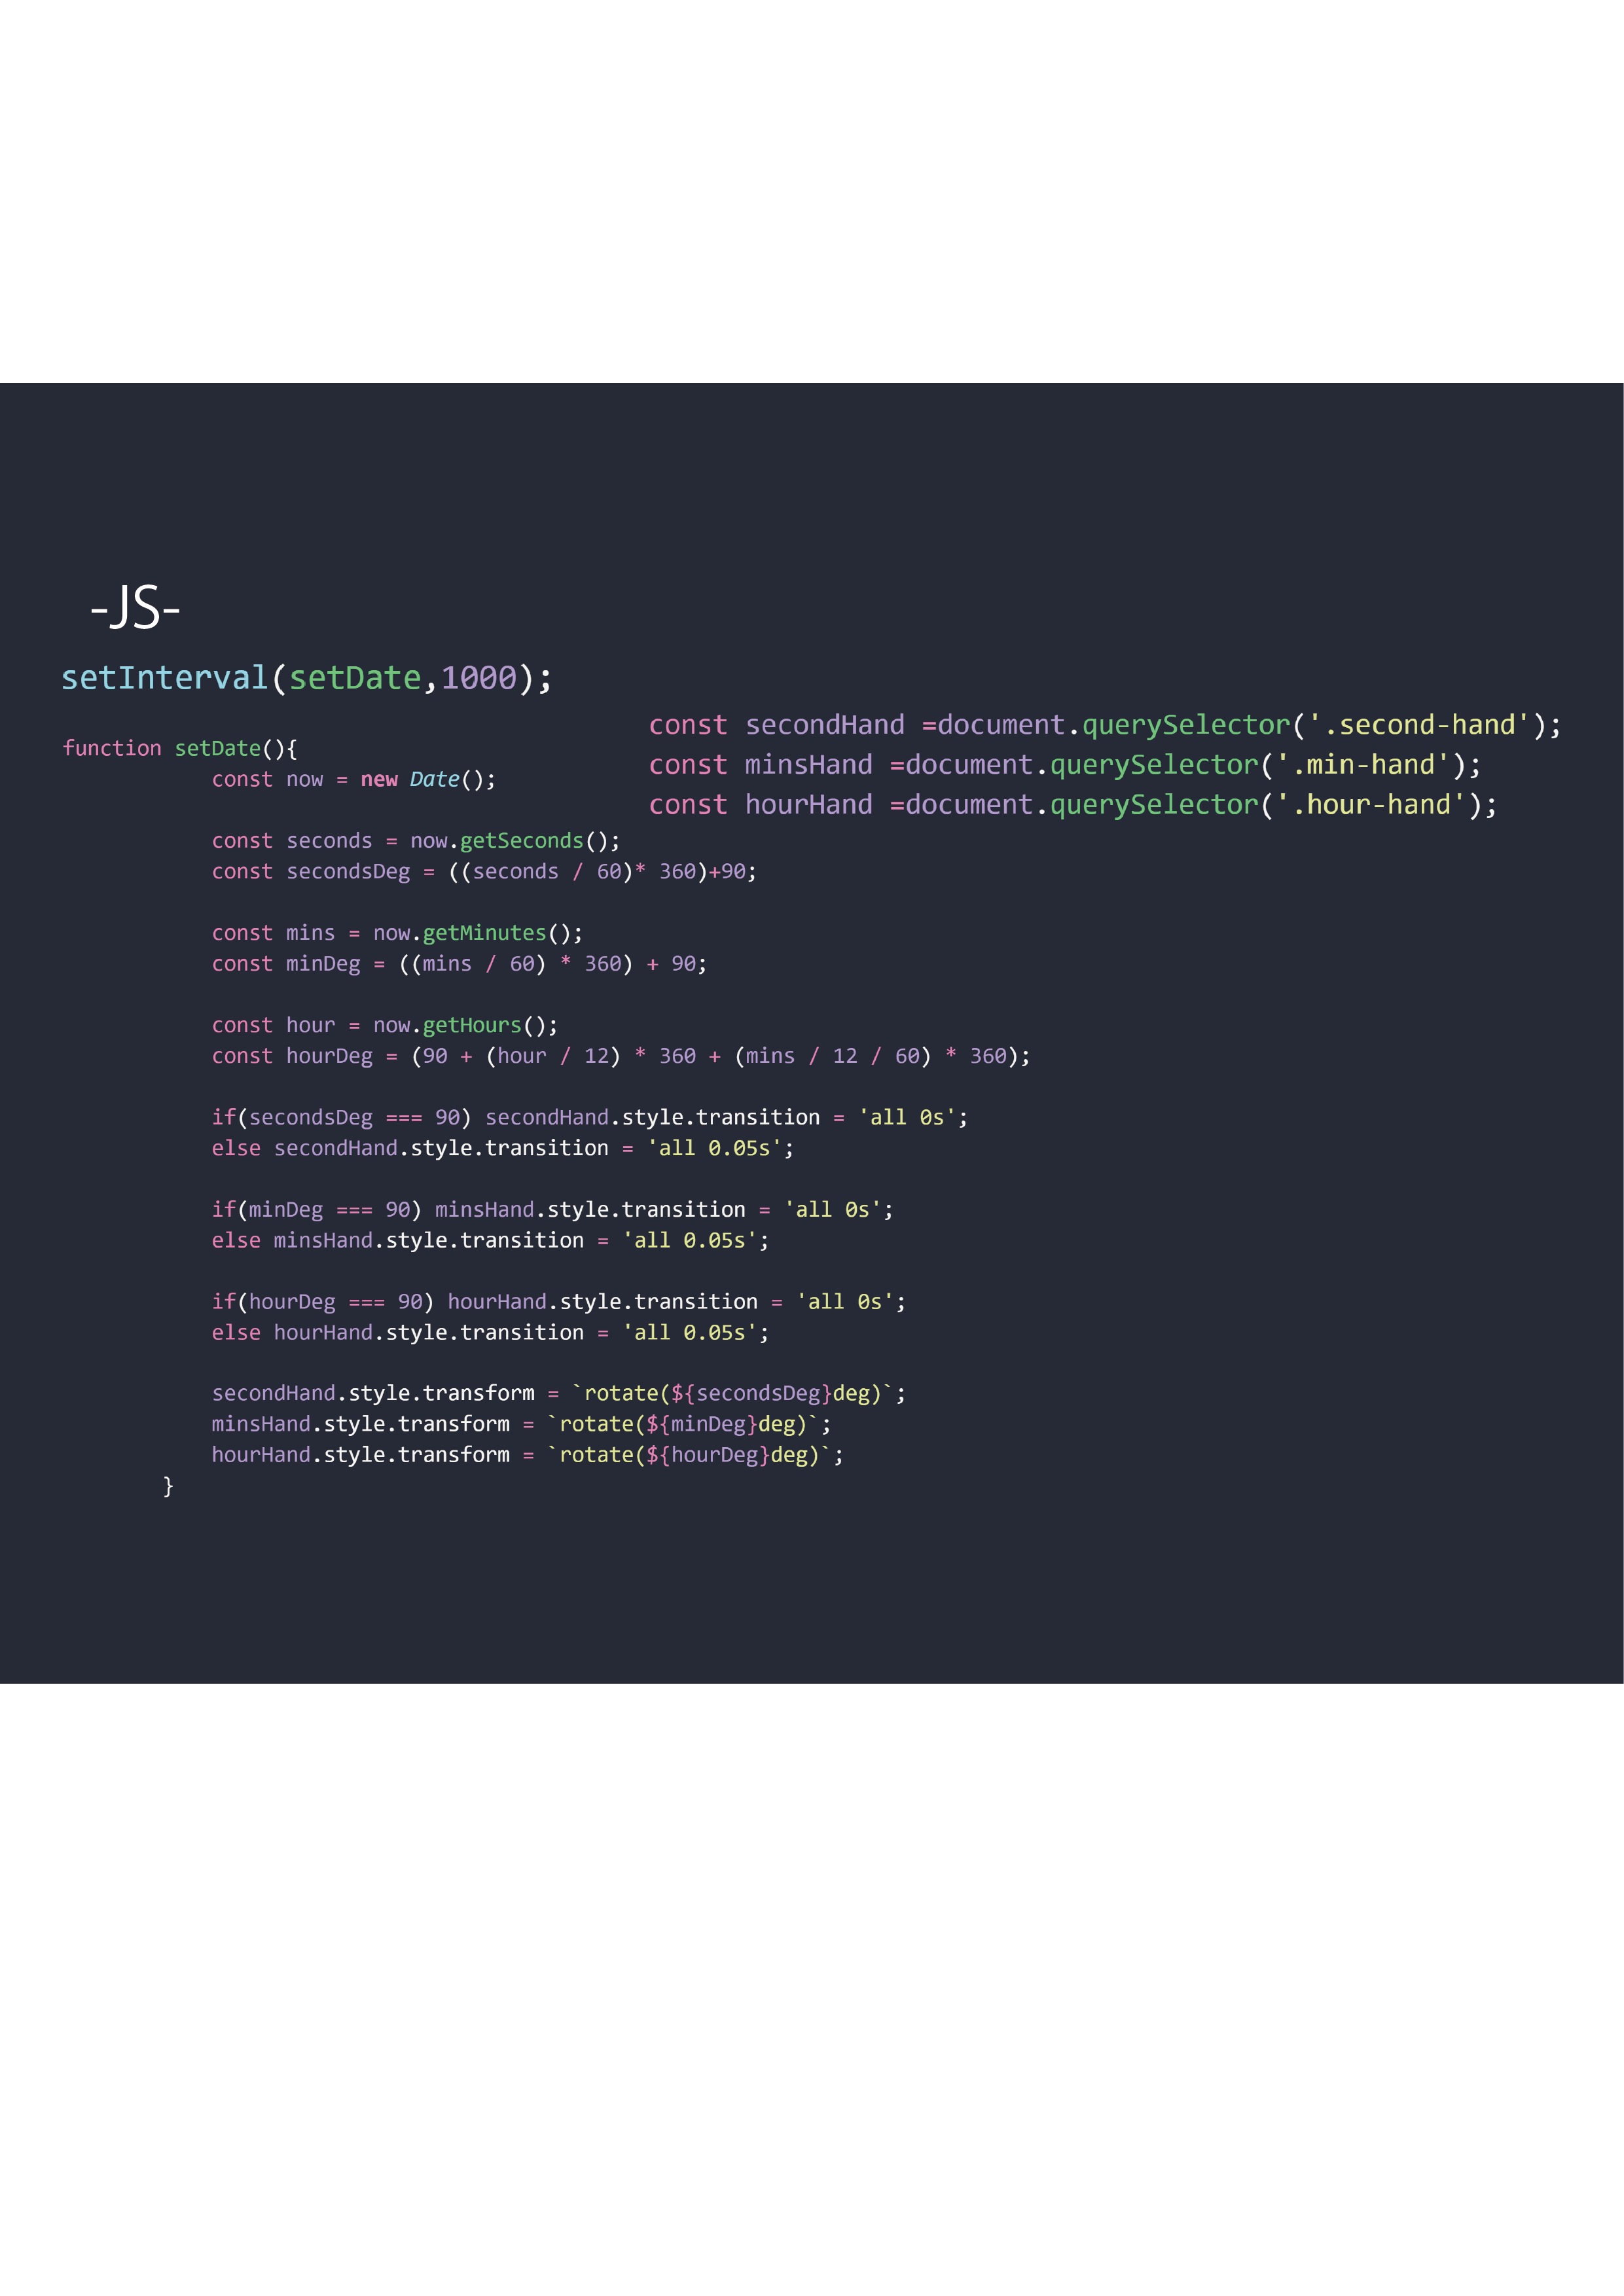 -JS-
setInterval(setDate,1000);
const secondHand =document.querySelector('.second-hand');
const minsHand =document.querySelector('.min-hand');
const hourHand =document.querySelector('.hour-hand');
function setDate(){
const now = new Date();
const seconds = now.getSeconds();
const secondsDeg = ((seconds / 60)* 360)+90;
const mins = now.getMinutes();
const minDeg = ((mins / 60) * 360) + 90;
const hour = now.getHours();
const hourDeg = (90 + (hour / 12) * 360 + (mins / 12 / 60) * 360);
if(secondsDeg === 90) secondHand.style.transition = 'all 0s';
else secondHand.style.transition = 'all 0.05s';
if(minDeg === 90) minsHand.style.transition = 'all 0s';
else minsHand.style.transition = 'all 0.05s';
if(hourDeg === 90) hourHand.style.transition = 'all 0s';
else hourHand.style.transition = 'all 0.05s';
secondHand.style.transform = `rotate(${secondsDeg}deg)`;
minsHand.style.transform = `rotate(${minDeg}deg)`;
hourHand.style.transform = `rotate(${hourDeg}deg)`;
}